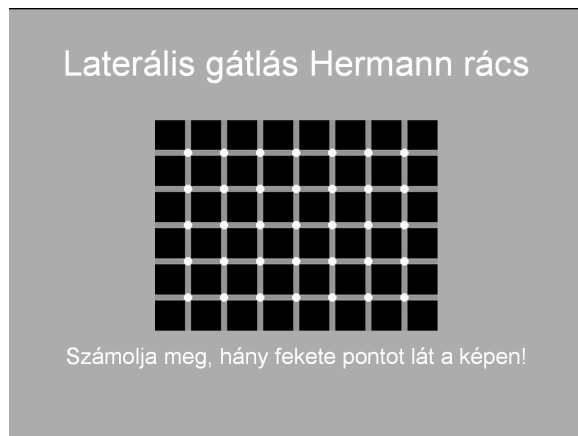 Laterális gátlás Hermann rács
Számolja meg, hány fekete pontot lát a képen!